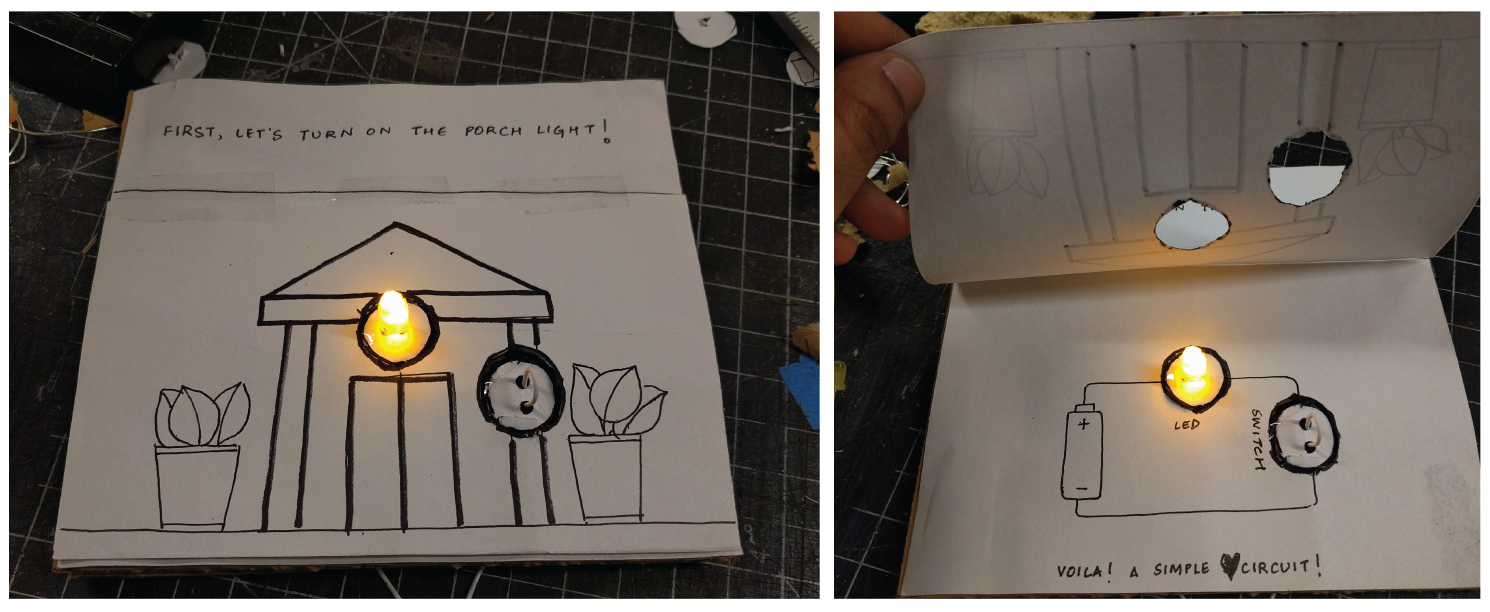 FIRST, LET'S TURN ON THE PORCH LIGHT!
+
LED
SWITCH
-
VOILA! A SIMPLE ♥ CIRCUIT!